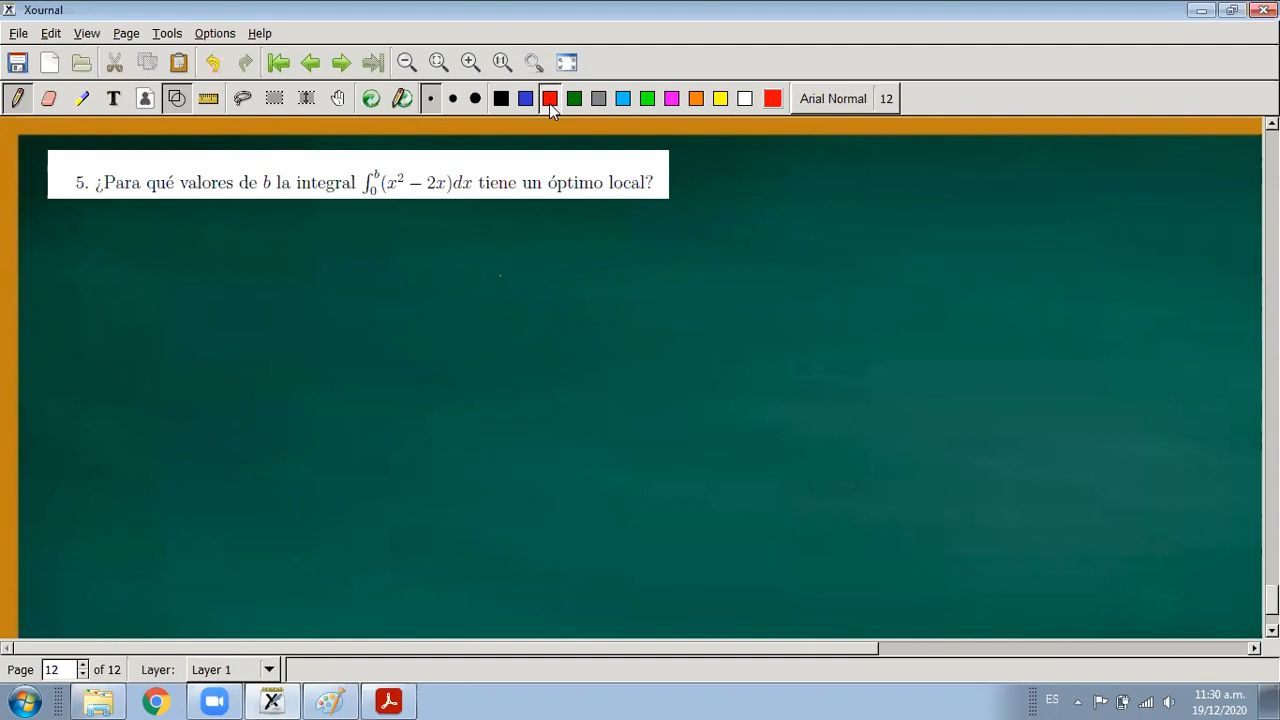 Xournal
File Edit View Page Tools Options Help
T Arial Normal 12
5. ¿Para qué valores de b la integral ∫₀ᵇ(x² − 2x)dx tiene un óptimo local?
Page 12 of 12 Layer: Layer 1
ES 11:30 a.m.
19/12/2020